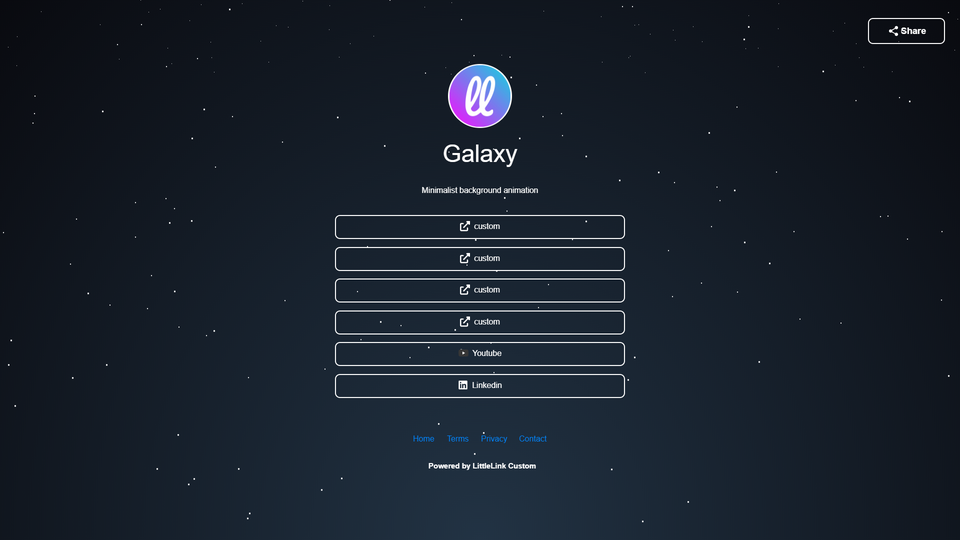 Share
ll
Galaxy
Minimalist background animation
custom
custom
custom
custom
Youtube
Linkedin
Home Terms Privacy Contact
Powered by LittleLink Custom